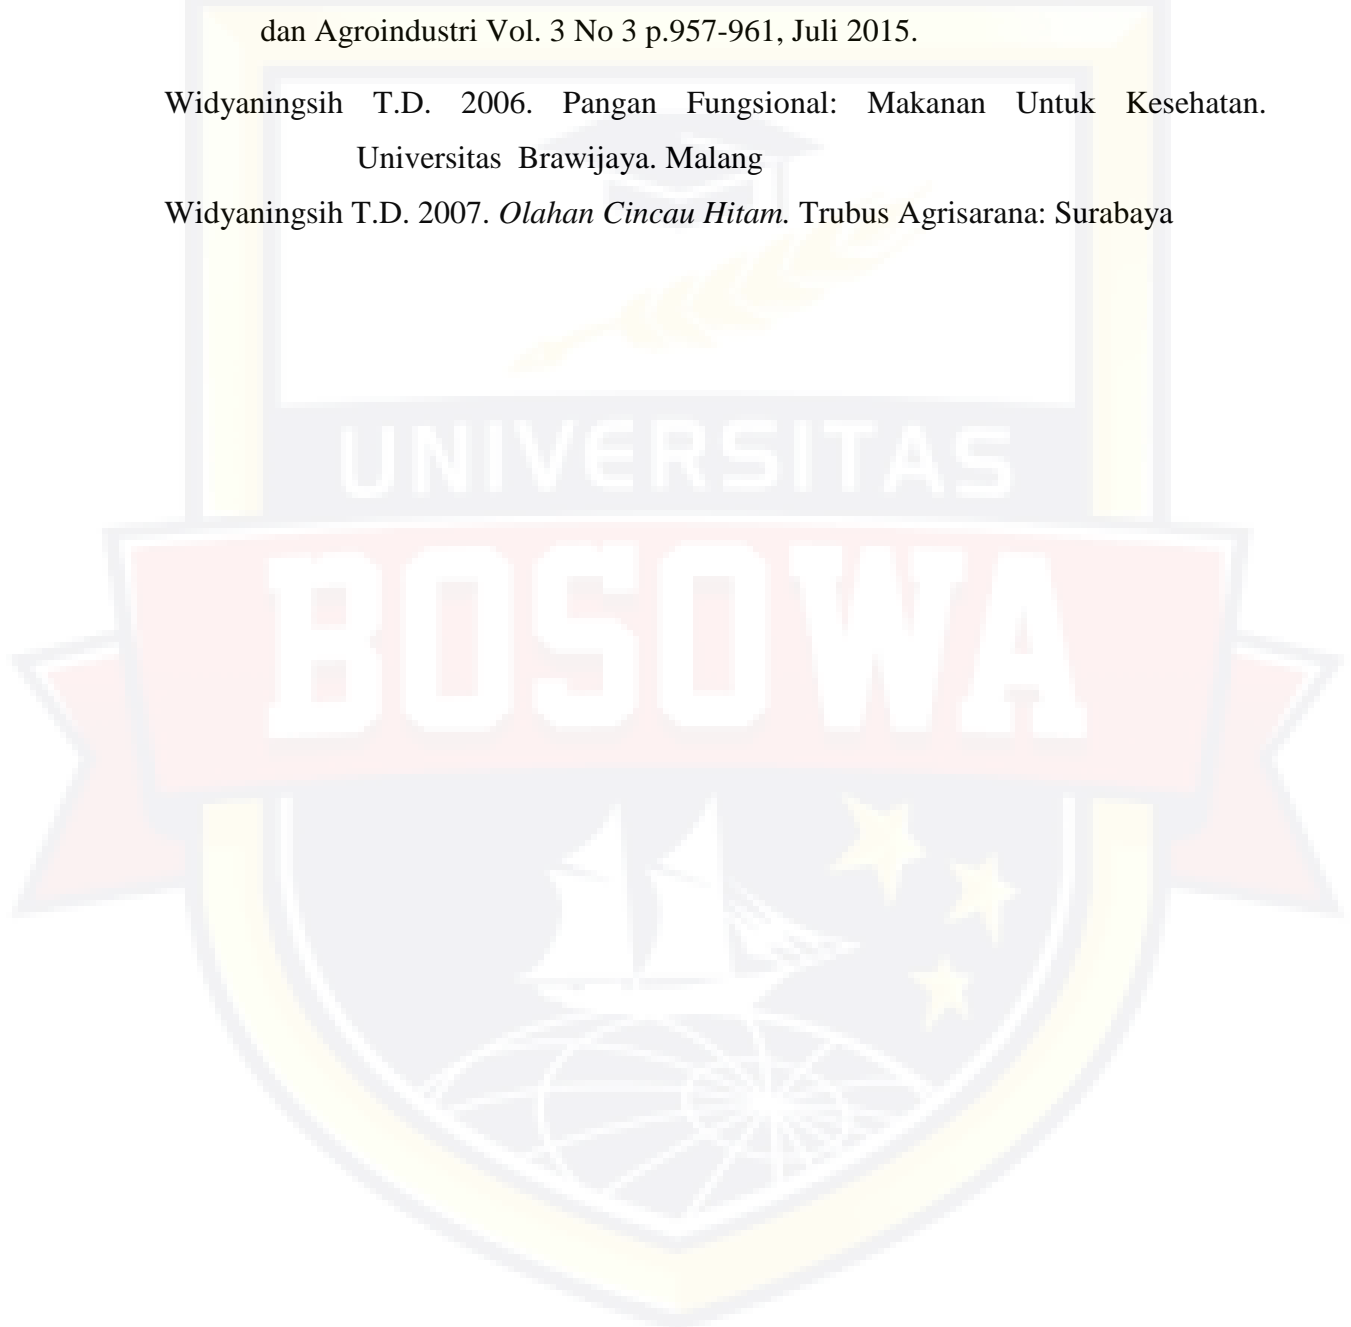 dan Agroindustri Vol. 3 No 3 p.957-961, Juli 2015.
Widyaningsih T.D. 2006. Pangan Fungsional: Makanan Untuk Kesehatan.
Universitas Brawijaya. Malang
Widyaningsih T.D. 2007. Olahan Cincau Hitam. Trubus Agrisarana: Surabaya
UNIVERSITAS
BOSOWA